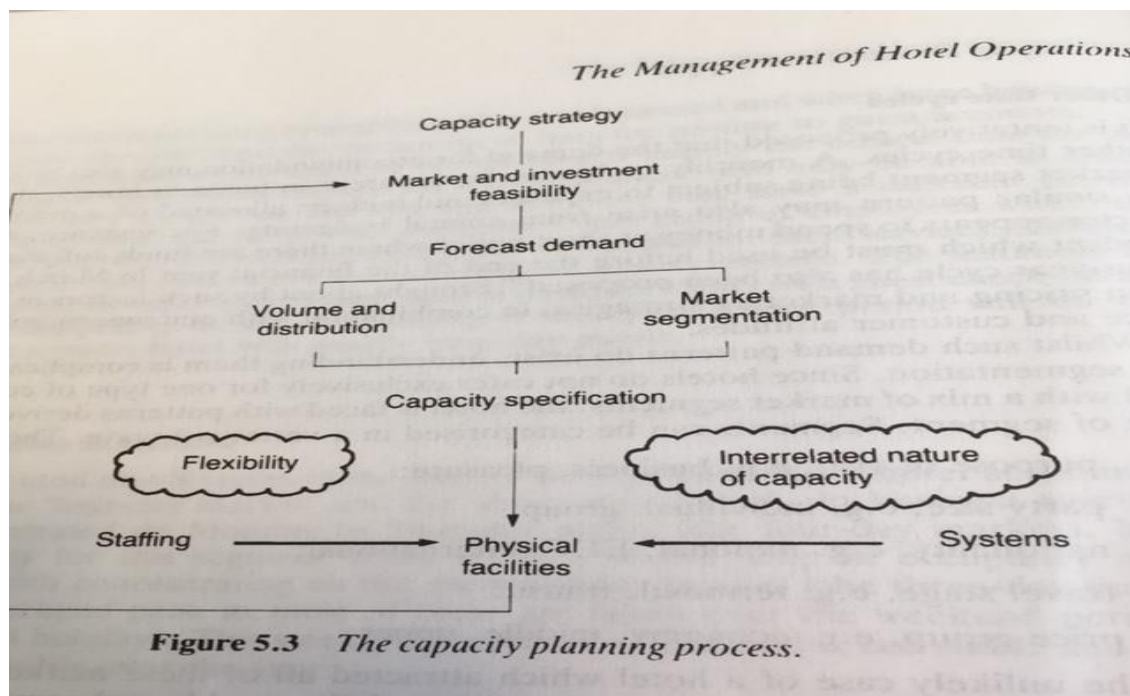 The Management of Hotel Operations
Capacity strategy
Market and investment
feasibility
Forecast demand
Volume and
distribution
Market
segmentation
Capacity specification
Flexibility
Interrelated nature
of capacity
Staffing
Physical
facilities
Systems
Figure 5.3 The capacity planning process.